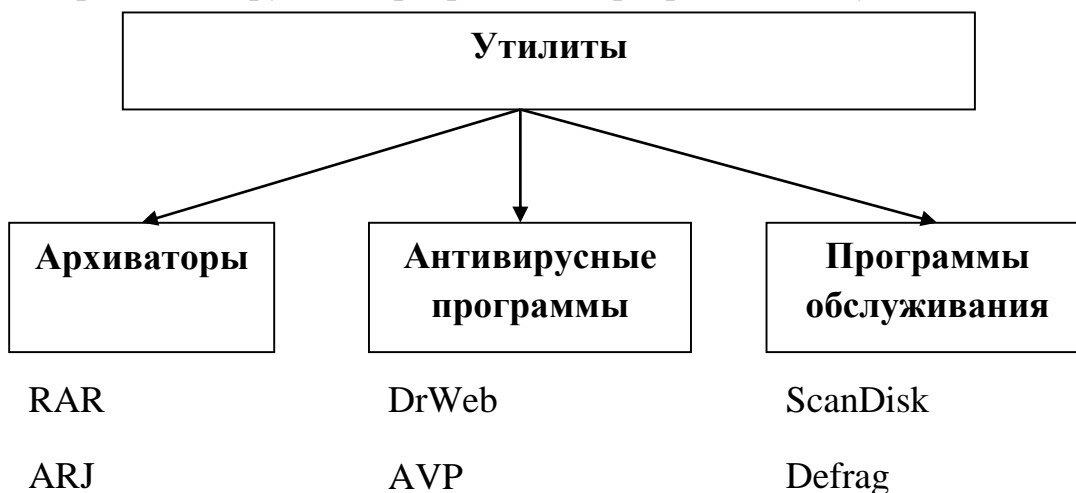 Утилиты
Архиваторы
Антивирусные
программы
Программы
обслуживания
RAR
DrWeb
ScanDisk
ARJ
AVP
Defrag